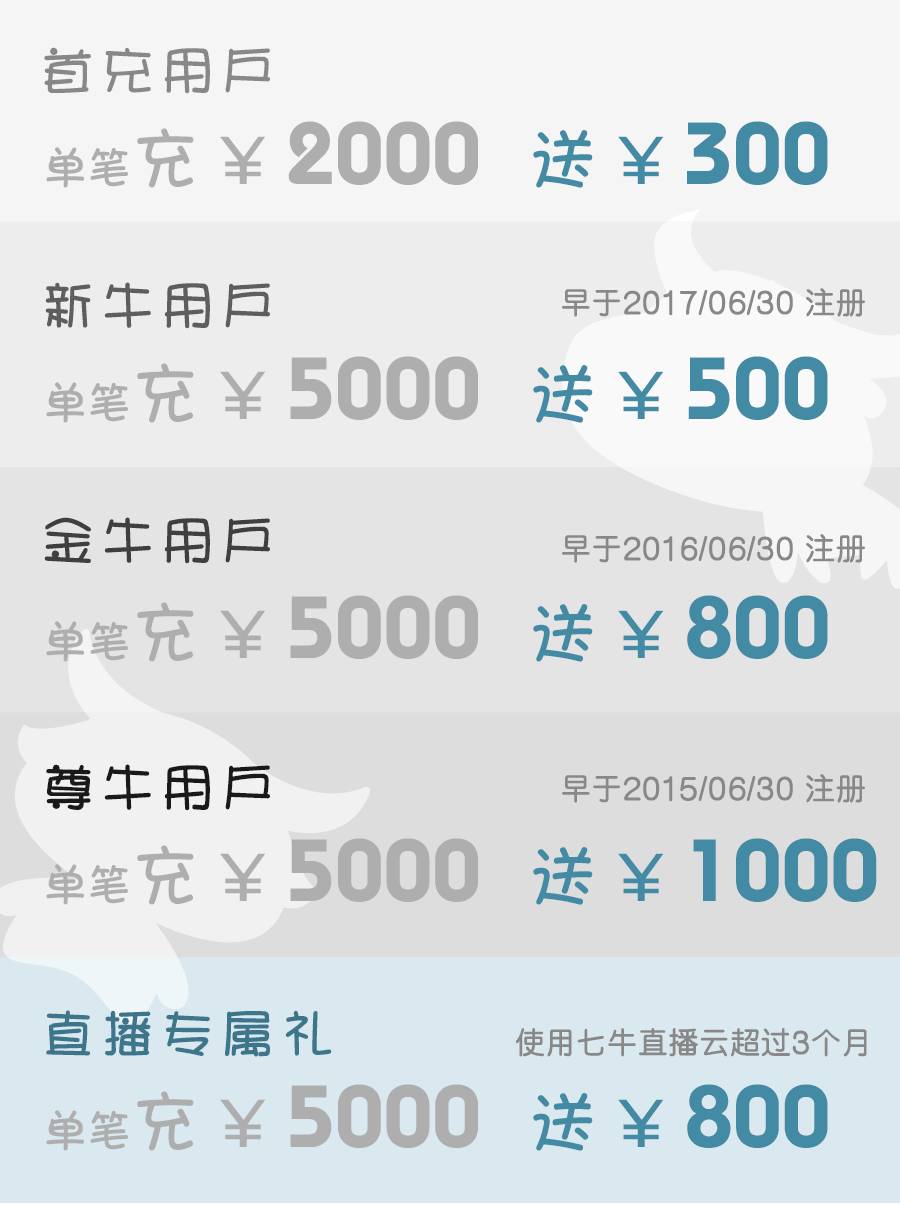 首充用戶
单笔充 ¥ 2000 送 ¥ 300
新牛用戶
早于2017/06/30 注册
单笔充 ¥ 5000 送 ¥ 500
金牛用戶
早于2016/06/30 注册
单笔充 ¥ 5000 送 ¥ 800
尊牛用戶
早于2015/06/30 注册
单笔充 ¥ 5000 送 ¥ 1000
直播专属礼
使用七牛直播云超过3个月
单笔充 ¥ 5000 送 ¥ 800